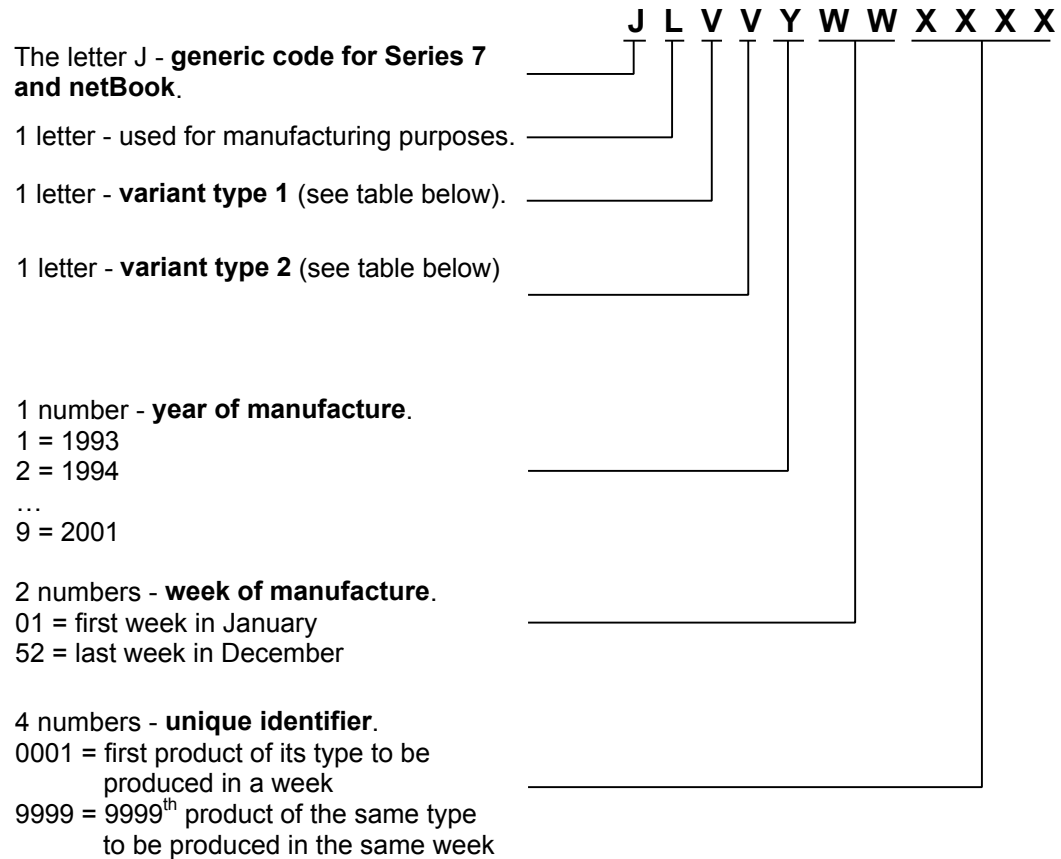 J L V V Y W W X X X X
The letter J - generic code for Series 7
and netBook.
1 letter - used for manufacturing purposes.
1 letter - variant type 1 (see table below).
1 letter - variant type 2 (see table below)
1 number - year of manufacture.
1 = 1993
2 = 1994
…
9 = 2001
2 numbers - week of manufacture.
01 = first week in January
52 = last week in December
4 numbers - unique identifier.
0001 = first product of its type to be
produced in a week
9999 = 9999th product of the same type
to be produced in the same week